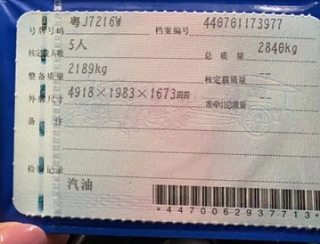 号牌号码 粤J7216W 档案编号 440701173977
核定载人数 5人 总质量 2840kg
整备质量 2189kg 核定载质量 --
外廓尺寸 4918×1983×1673㎜ 准牵引总质量 --
备注
检验记录
汽油
*4470062937713*